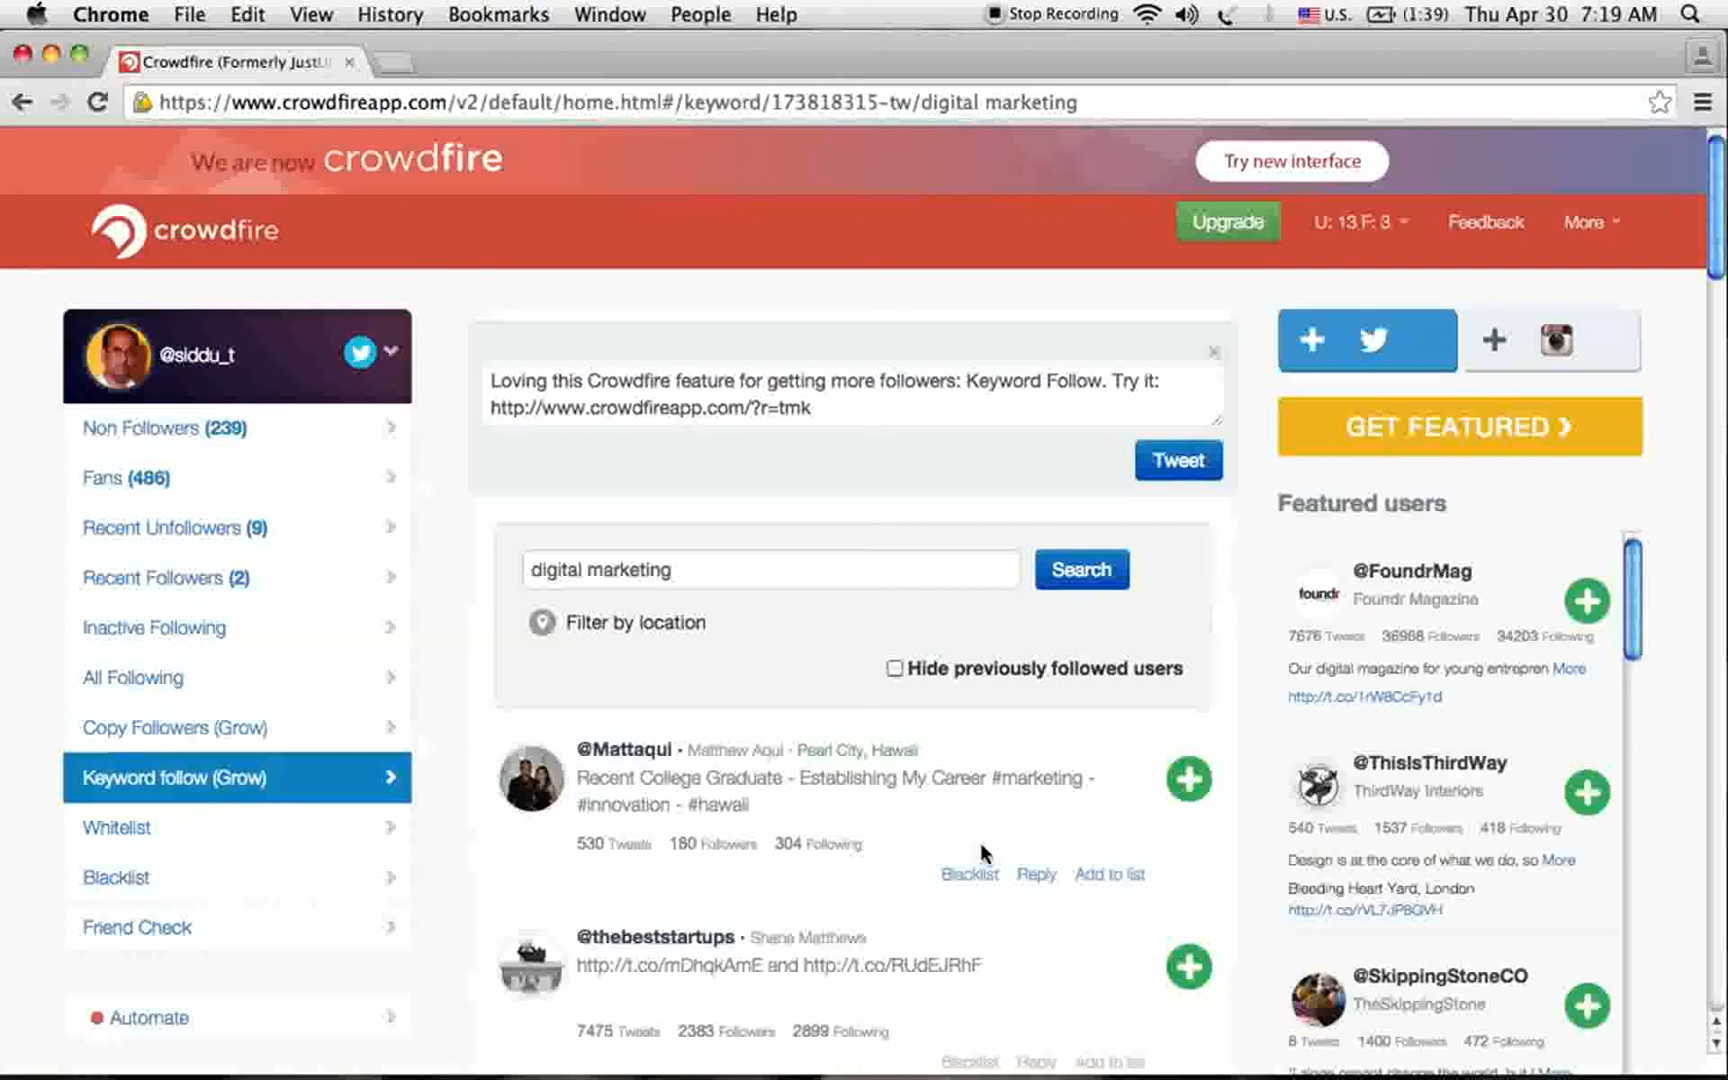 Chrome File Edit View History Bookmarks Window People Help Stop Recording U.S. (1:39) Thu Apr 30 7:19 AM
Crowdfire (Formerly JustU
https://www.crowdfireapp.com/v2/default/home.html#/keyword/173818315-tw/digital marketing
We are now crowdfire Try new interface
crowdfire Upgrade U: 13 F: 3 Feedback More
@siddu_t
Non Followers (239)
Fans (486)
Recent Unfollowers (9)
Recent Followers (2)
Inactive Following
All Following
Copy Followers (Grow)
Keyword follow (Grow)
Whitelist
Blacklist
Friend Check
Automate
Loving this Crowdfire feature for getting more followers: Keyword Follow. Try it:
http://www.crowdfireapp.com/?r=tmk
Tweet
digital marketing Search
Filter by location
Hide previously followed users
@Mattaqui · Matthew Aqui · Pearl City, Hawaii
Recent College Graduate - Establishing My Career #marketing -
#innovation - #hawaii
530 Tweets 180 Followers 304 Following
Blacklist Reply Add to list
@thebeststartups · Shane Matthews
http://t.co/mDhqkAmE and http://t.co/RUdEJRhF
7475 Tweets 2383 Followers 2899 Following
Blacklist Reply Add to list
GET FEATURED
Featured users
foundr
@FoundrMag
Foundr Magazine
7676 Tweets 36968 Followers 34203 Following
Our digital magazine for young entrepren More
http://t.co/1rW8CcFy1d
@ThisIsThirdWay
ThirdWay Interiors
540 Tweets 1537 Followers 418 Following
Design is at the core of what we do, so More
Bleeding Heart Yard, London
@SkippingStoneCO
TheSkippingStone
8 Tweets 1400 Followers 472 Following